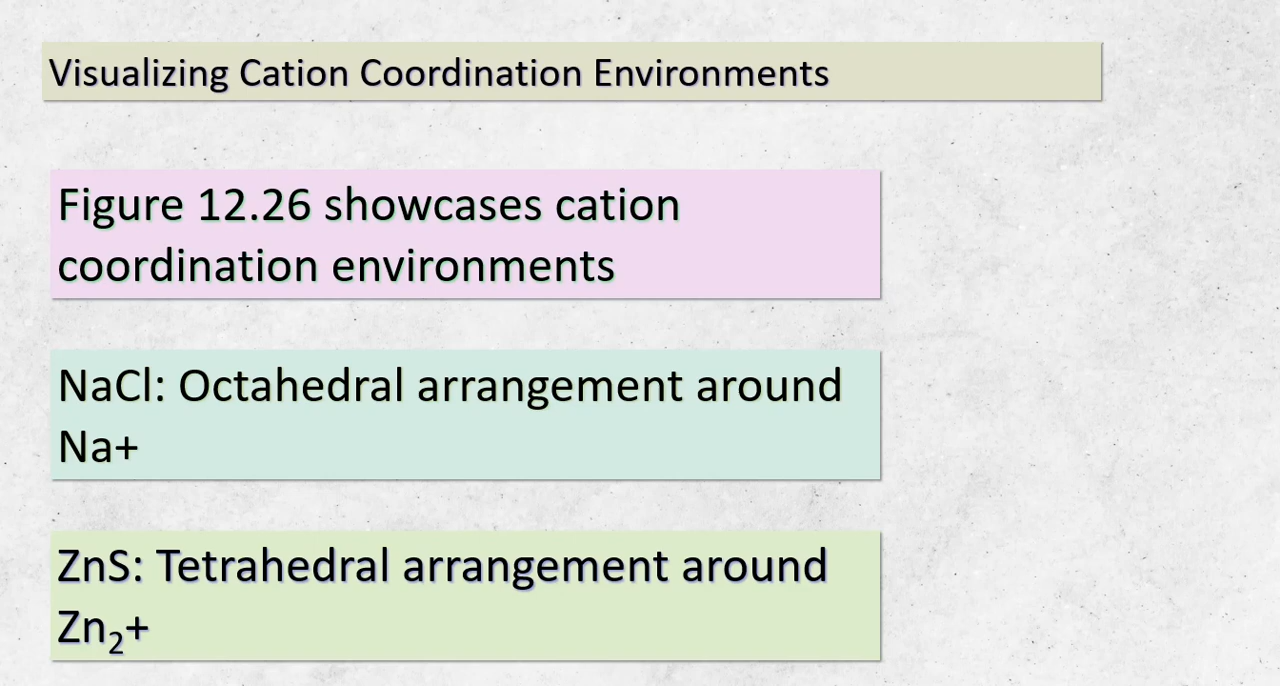 Visualizing Cation Coordination Environments
Figure 12.26 showcases cation
coordination environments
NaCl: Octahedral arrangement around
Na+
ZnS: Tetrahedral arrangement around
Zn₂+